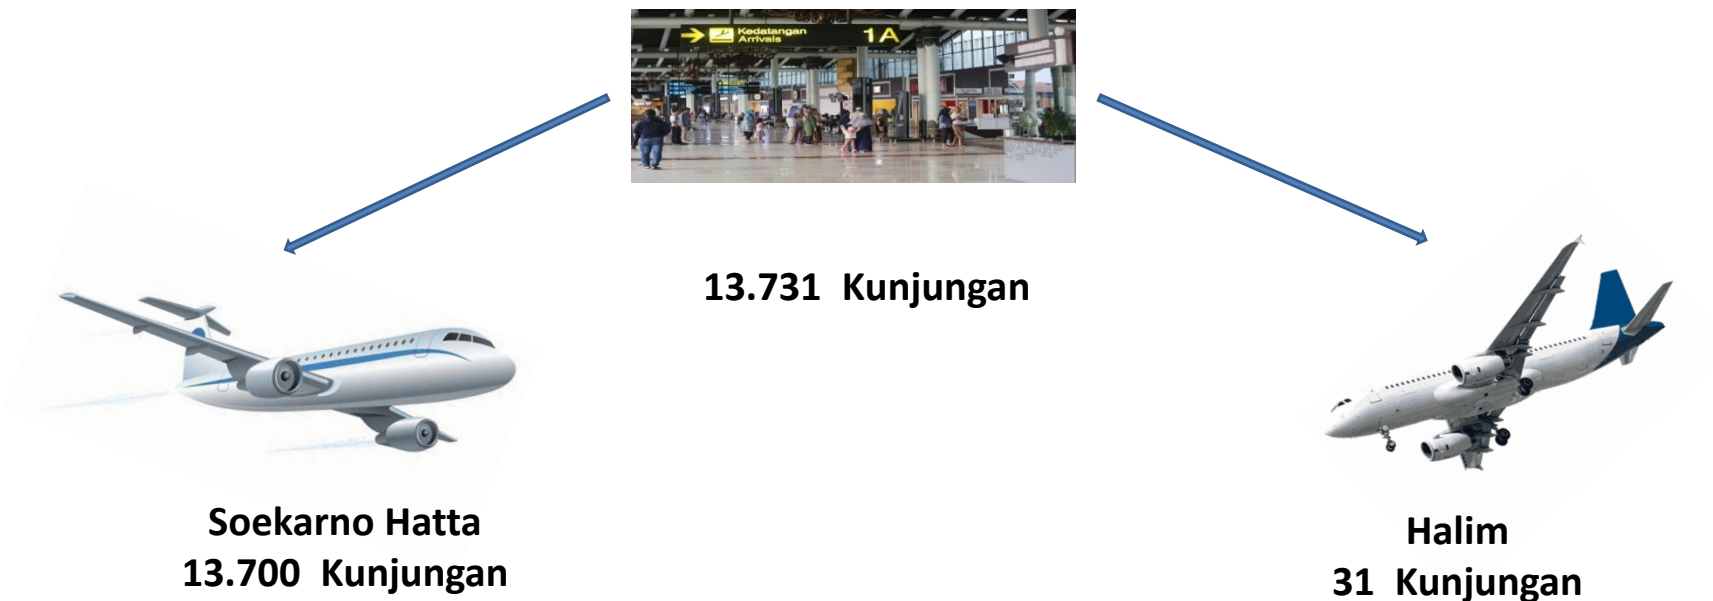 Kedatangan
Arrivals
1A
13.731 Kunjungan
Soekarno Hatta
13.700 Kunjungan
Halim
31 Kunjungan